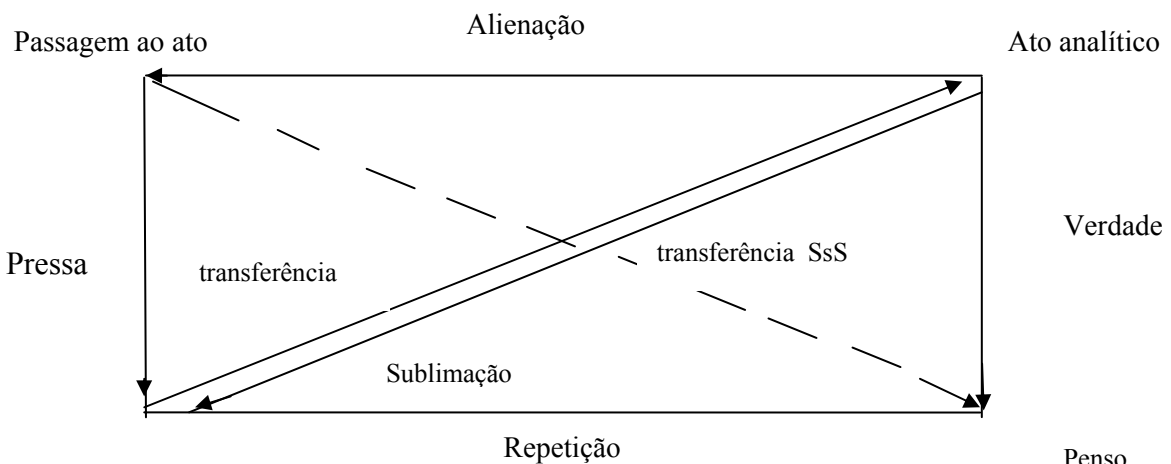 Alienação
Passagem ao ato
Ato analítico
Verdade
Pressa
transferência
transferência SsS
Sublimação
Repetição
Penso